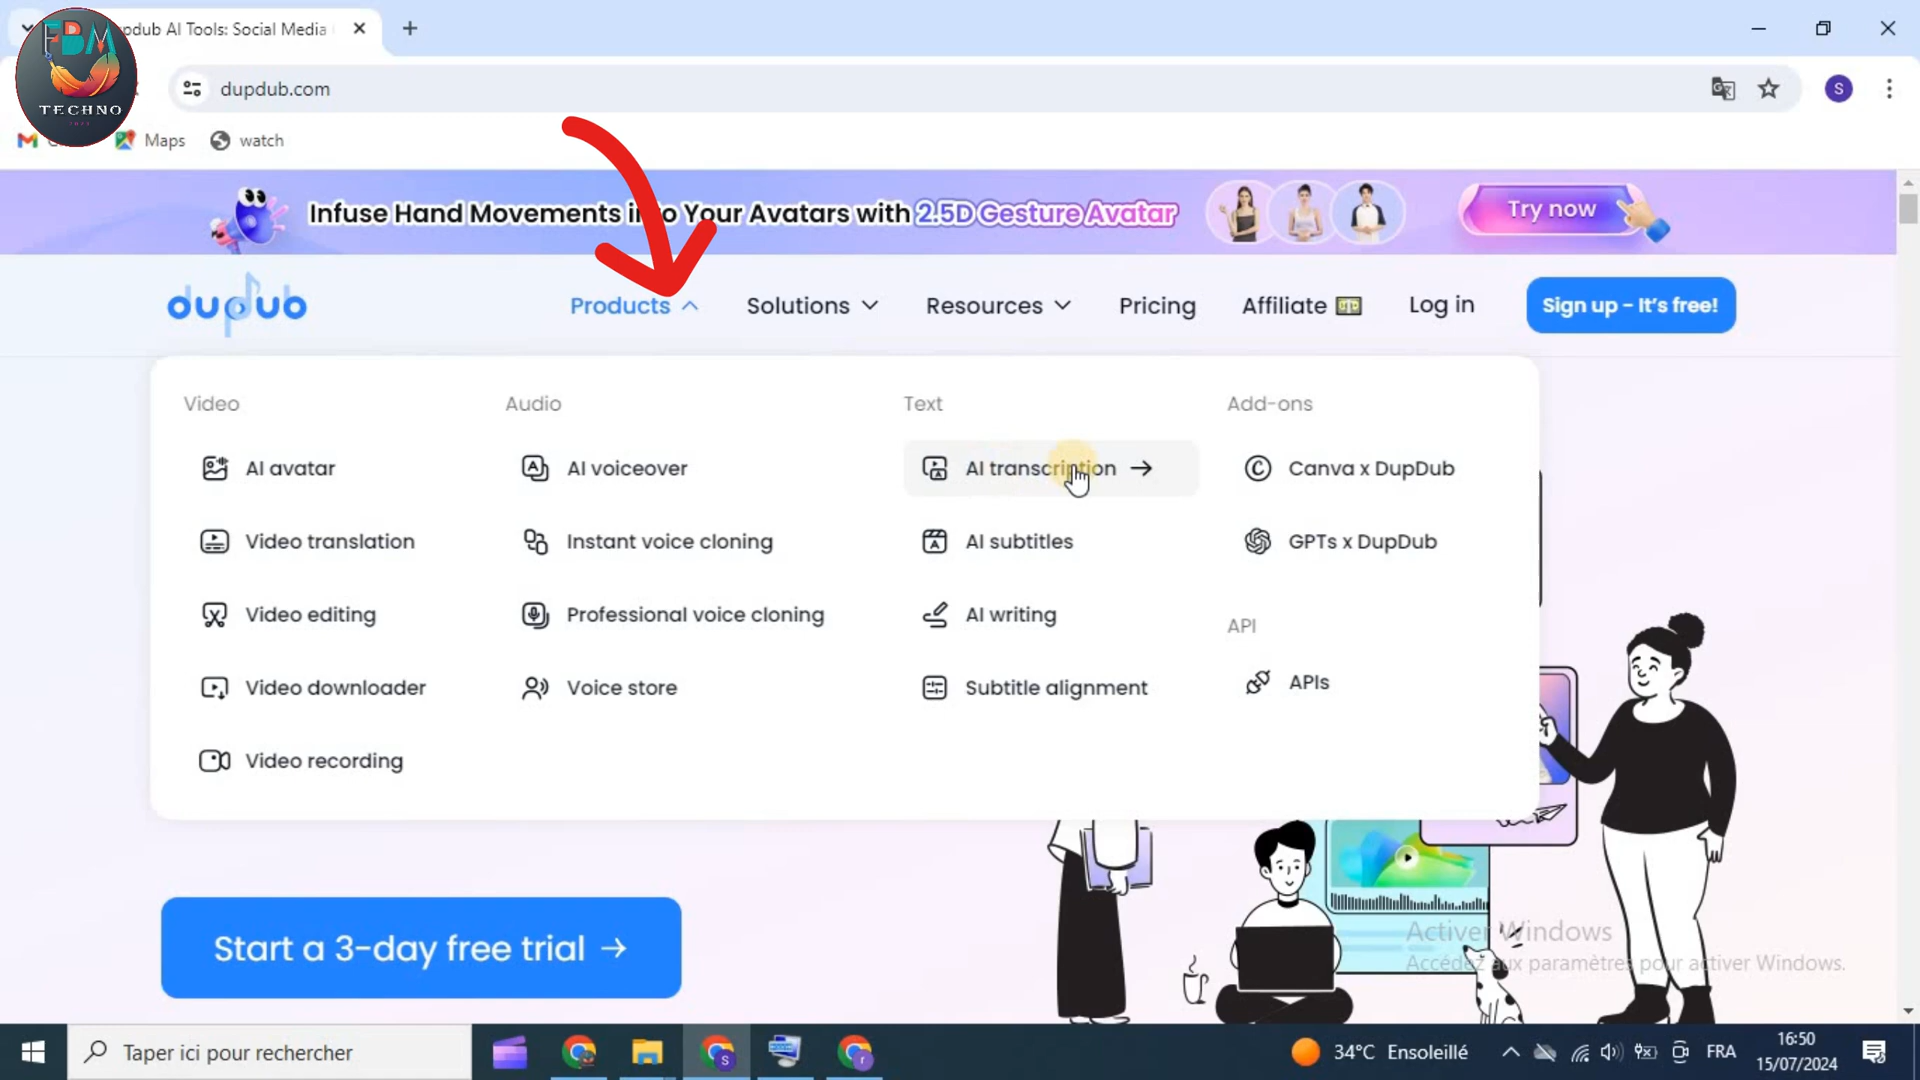 FBM
TECHNO
dub AI Tools: Social Media
dupdub.com
S
Maps
watch
Infuse Hand Movements into Your Avatars with 2.5D Gesture Avatar
Try now
dupdub
Products
Solutions
Resources
Pricing
Affiliate
Log in
Sign up - It's free!
Video
Audio
Text
Add-ons
AI avatar
AI voiceover
AI transcription →
Canva x DupDub
Video translation
Instant voice cloning
AI subtitles
GPTs x DupDub
Video editing
Professional voice cloning
AI writing
API
Video downloader
Voice store
Subtitle alignment
APIs
Video recording
Start a 3-day free trial →
Activer Windows
Accédez aux paramètres pour activer Windows.
Taper ici pour rechercher
34°C Ensoleillé
FRA
16:50
15/07/2024